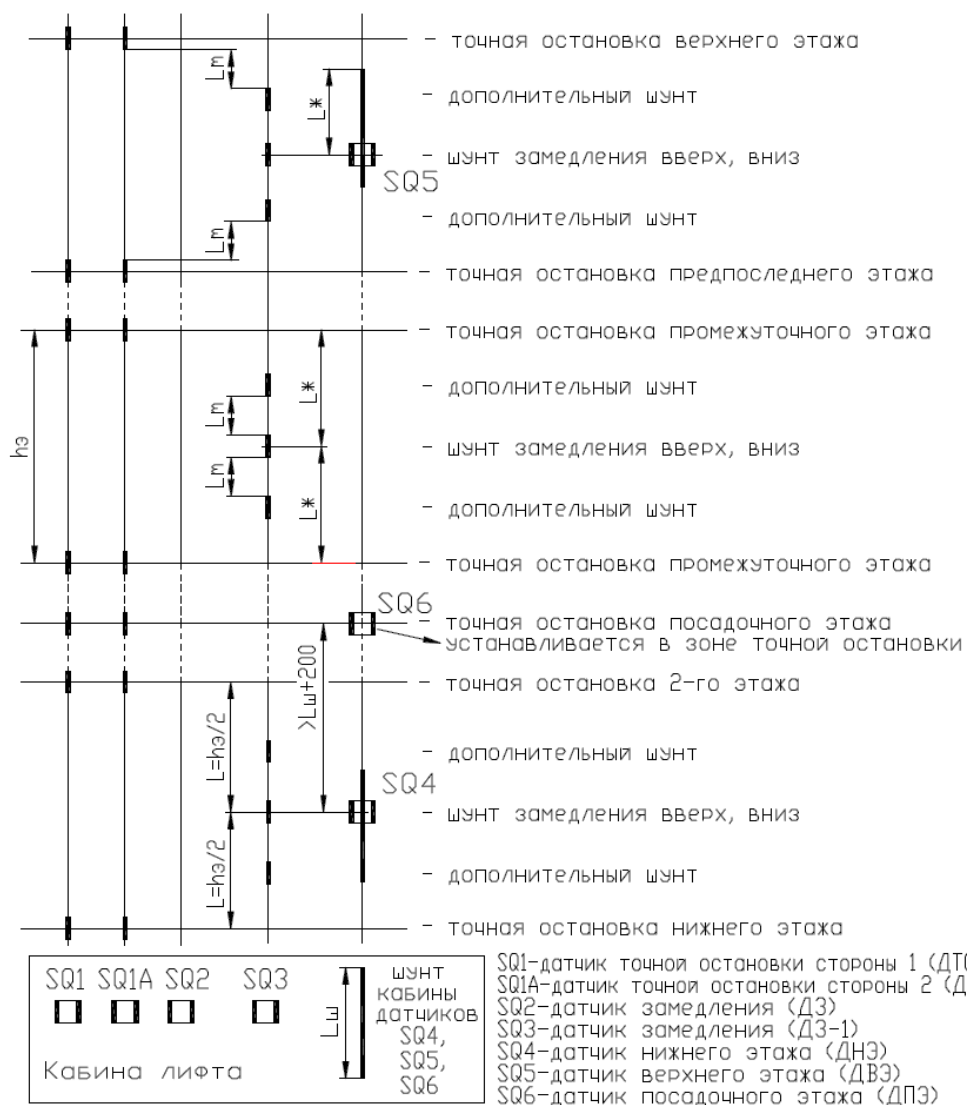 - точная остановка верхнего этажа
Lm
L*
- дополнительный шунт
- шунт замедления вверх, вниз
SQ5
- дополнительный шунт
Lm
- точная остановка предпоследнего этажа
- точная остановка промежуточного этажа
- дополнительный шунт
Lm
L*
hэ
- шунт замедления вверх, вниз
Lm
L*
- дополнительный шунт
- точная остановка промежуточного этажа
SQ6
- точная остановка посадочного этажа
устанавливается в зоне точной остановки
>Lш+200
- точная остановка 2-го этажа
L=hэ/2
- дополнительный шунт
SQ4
- шунт замедления вверх, вниз
L=hэ/2
- дополнительный шунт
- точная остановка нижнего этажа
SQ1 SQ1A SQ2 SQ3
Кабина лифта
Lш
шунт
кабины
датчиков
SQ4,
SQ5,
SQ6
SQ1-датчик точной остановки стороны 1 (ДТО
SQ1A-датчик точной остановки стороны 2 (Д
SQ2-датчик замедления (ДЗ)
SQ3-датчик замедления (ДЗ-1)
SQ4-датчик нижнего этажа (ДНЭ)
SQ5-датчик верхнего этажа (ДВЭ)
SQ6-датчик посадочного этажа (ДПЭ)